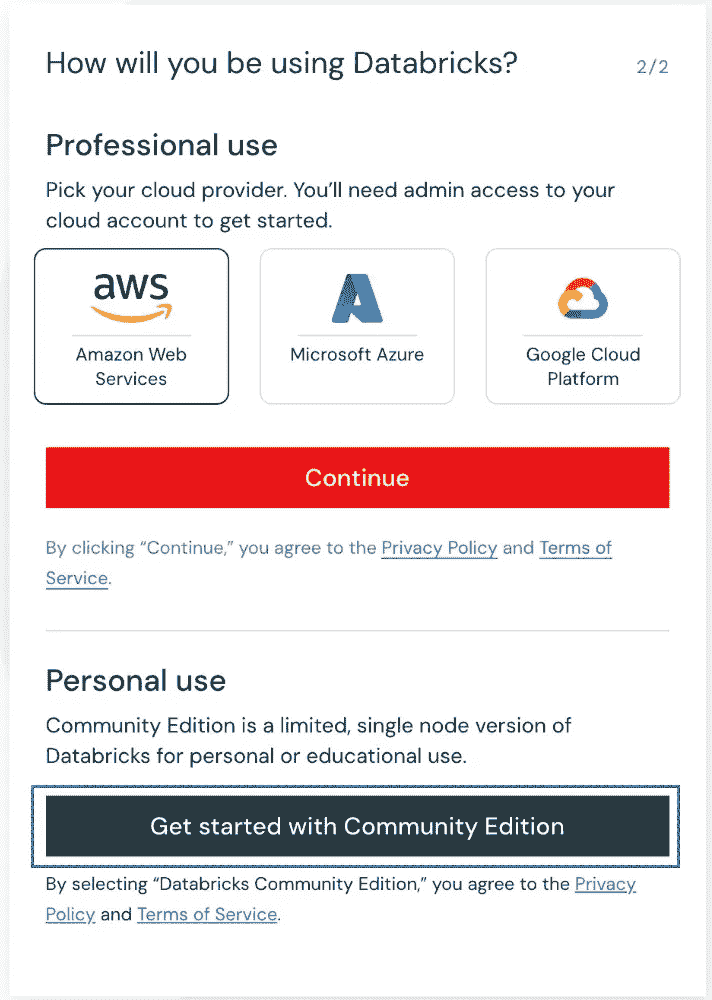 How will you be using Databricks?
2/2
Professional use
Pick your cloud provider. You’ll need admin access to your
cloud account to get started.
aws
Amazon Web
Services
Microsoft Azure
Google Cloud
Platform
Continue
By clicking “Continue,” you agree to the Privacy Policy and Terms of
Service.
Personal use
Community Edition is a limited, single node version of
Databricks for personal or educational use.
Get started with Community Edition
By selecting “Databricks Community Edition,” you agree to the Privacy
Policy and Terms of Service.